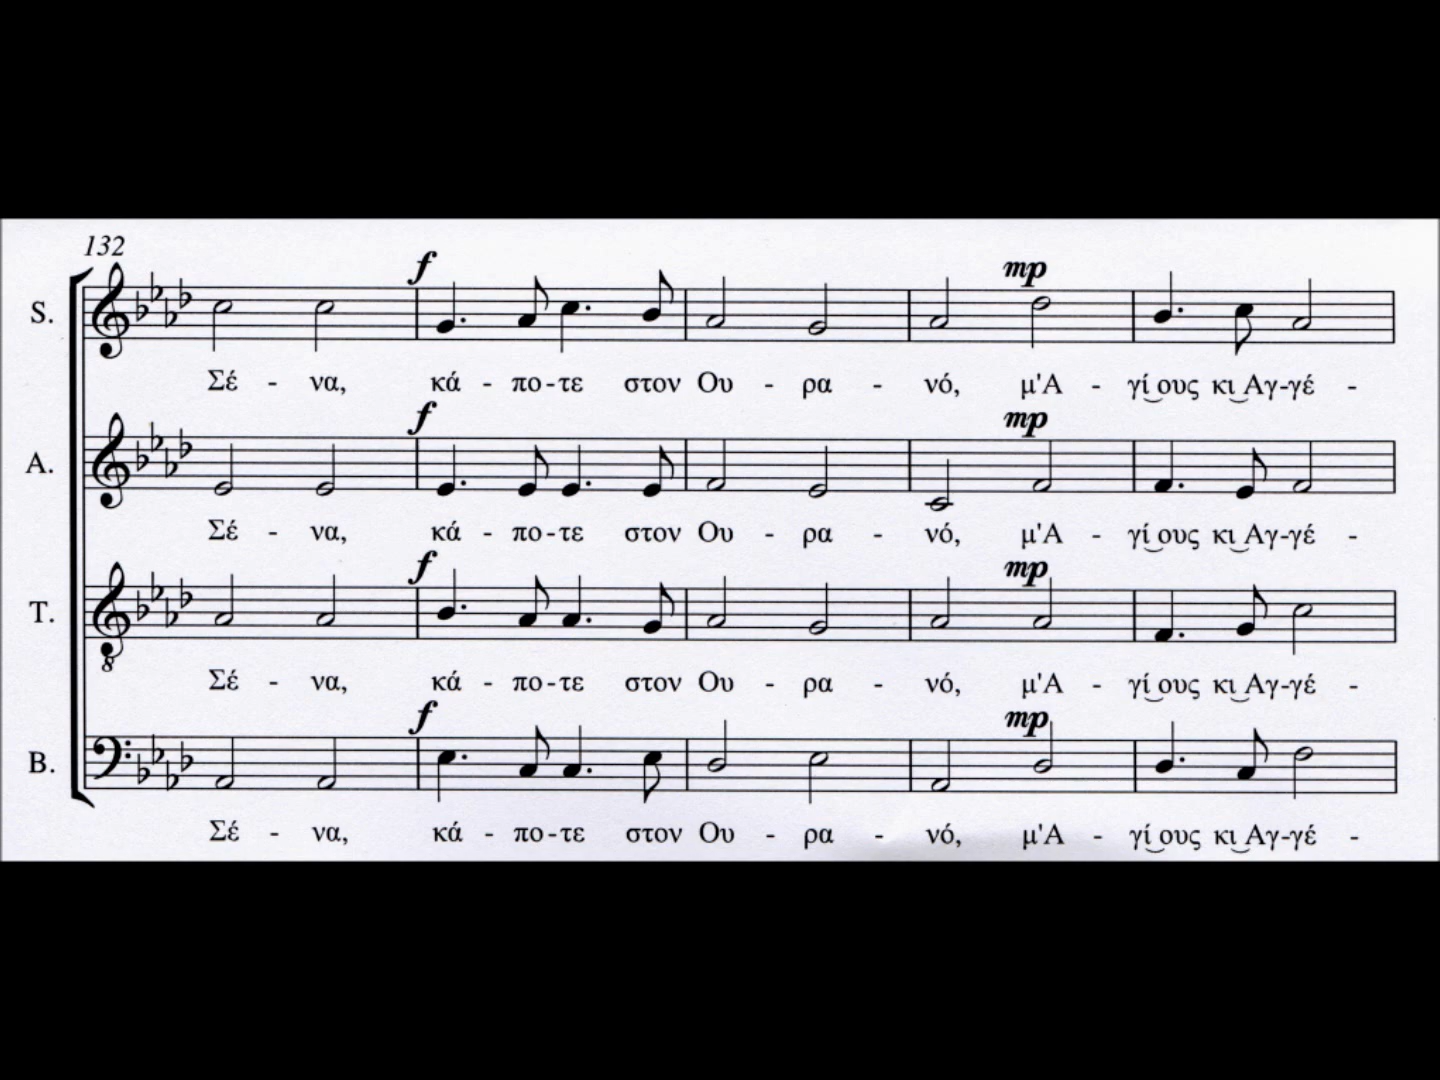 132
f mp
S.
Σέ - να, κά - πο - τε στον Ου - ρα - νό, μ'Α - γί‿ους κι‿Αγ-γέ -
f mp
A.
Σέ - να, κά - πο - τε στον Ου - ρα - νό, μ'Α - γί‿ους κι‿Αγ-γέ -
f mp
T.
8
Σέ - να, κά - πο - τε στον Ου - ρα - νό, μ'Α - γί‿ους κι‿Αγ-γέ -
f mp
B.
Σέ - να, κά - πο - τε στον Ου - ρα - νό, μ'Α - γί‿ους κι‿Αγ-γέ -